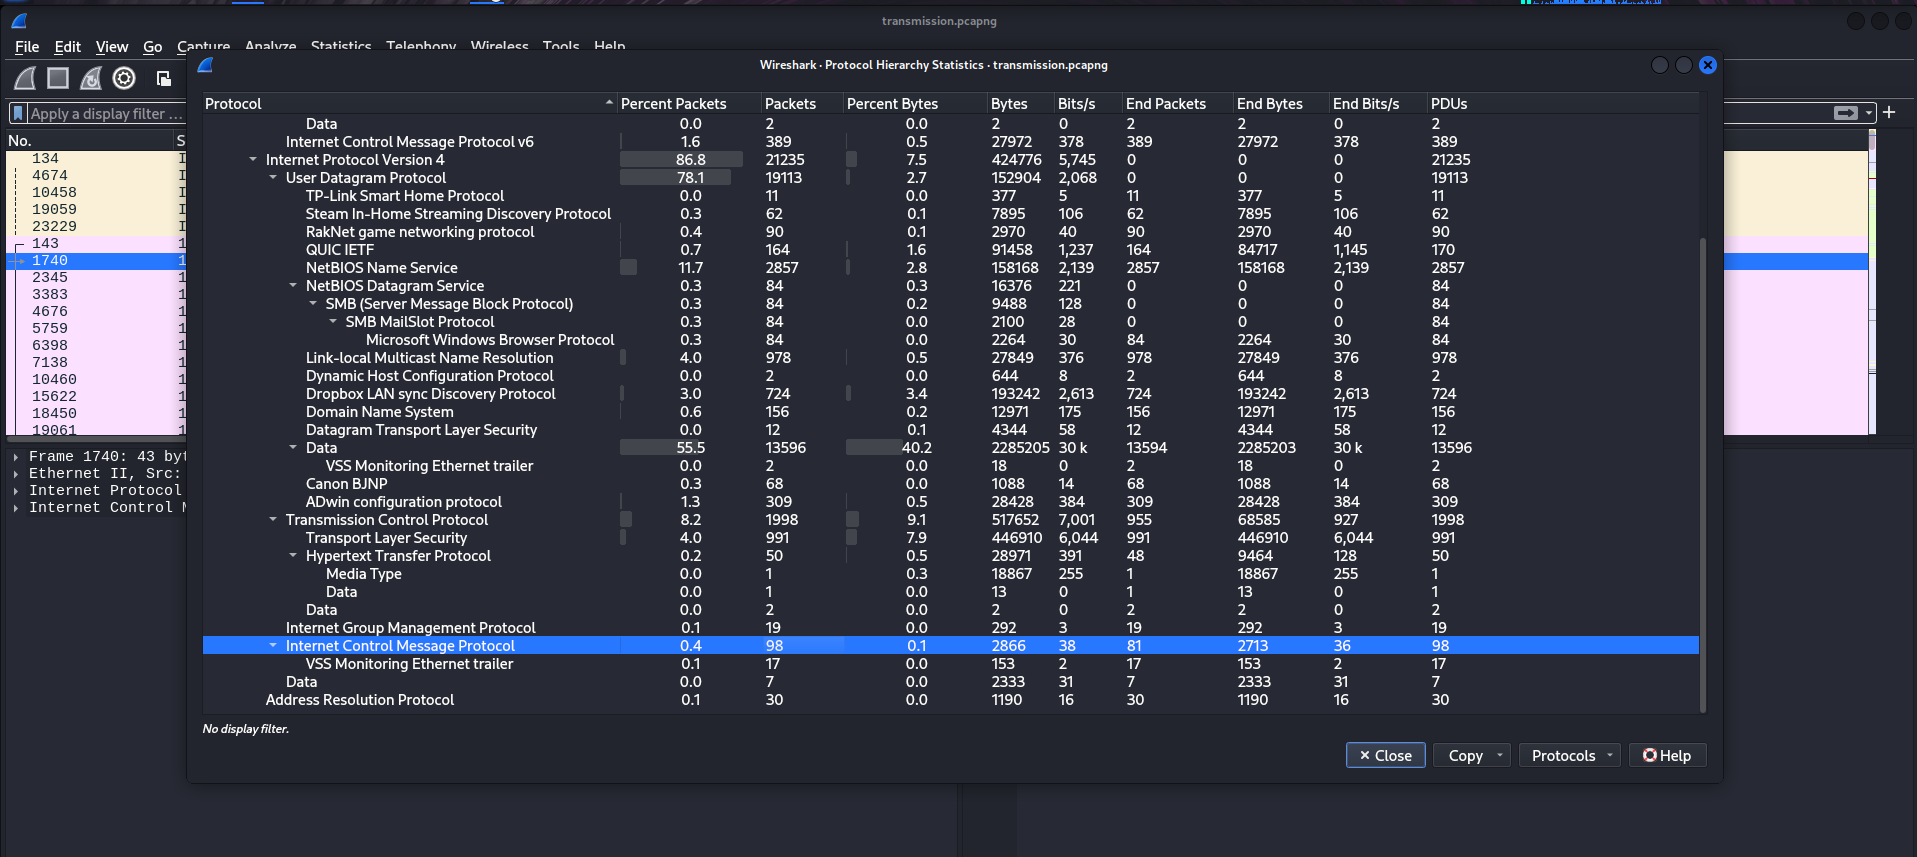 transmission.pcapng
File Edit View Go Capture Analyze Statistics Telephony Wireless Tools Help
Wireshark · Protocol Hierarchy Statistics · transmission.pcapng
Apply a display filter …
No. S
134 I
4674 I
10458 I
19059 I
23229 I
143 1
1740 1
2345 1
3383 1
4676 1
5759 1
6398 1
7138 1
10460 1
15622 1
18450 1
19061 1
Frame 1740: 43 byt
Ethernet II, Src:
Internet Protocol
Internet Control M
Protocol Percent Packets Packets Percent Bytes Bytes Bits/s End Packets End Bytes End Bits/s PDUs
Data 0.0 2 0.0 2 0 2 2 0 2
Internet Control Message Protocol v6 1.6 389 0.5 27972 378 389 27972 378 389
Internet Protocol Version 4 86.8 21235 7.5 424776 5,745 0 0 0 21235
User Datagram Protocol 78.1 19113 2.7 152904 2,068 0 0 0 19113
TP-Link Smart Home Protocol 0.0 11 0.0 377 5 11 377 5 11
Steam In-Home Streaming Discovery Protocol 0.3 62 0.1 7895 106 62 7895 106 62
RakNet game networking protocol 0.4 90 0.1 2970 40 90 2970 40 90
QUIC IETF 0.7 164 1.6 91458 1,237 164 84717 1,145 170
NetBIOS Name Service 11.7 2857 2.8 158168 2,139 2857 158168 2,139 2857
NetBIOS Datagram Service 0.3 84 0.3 16376 221 0 0 0 84
SMB (Server Message Block Protocol) 0.3 84 0.2 9488 128 0 0 0 84
SMB MailSlot Protocol 0.3 84 0.0 2100 28 0 0 0 84
Microsoft Windows Browser Protocol 0.3 84 0.0 2264 30 84 2264 30 84
Link-local Multicast Name Resolution 4.0 978 0.5 27849 376 978 27849 376 978
Dynamic Host Configuration Protocol 0.0 2 0.0 644 8 2 644 8 2
Dropbox LAN sync Discovery Protocol 3.0 724 3.4 193242 2,613 724 193242 2,613 724
Domain Name System 0.6 156 0.2 12971 175 156 12971 175 156
Datagram Transport Layer Security 0.0 12 0.1 4344 58 12 4344 58 12
Data 55.5 13596 40.2 2285205 30 k 13594 2285203 30 k 13596
VSS Monitoring Ethernet trailer 0.0 2 0.0 18 0 2 18 0 2
Canon BJNP 0.3 68 0.0 1088 14 68 1088 14 68
ADwin configuration protocol 1.3 309 0.5 28428 384 309 28428 384 309
Transmission Control Protocol 8.2 1998 9.1 517652 7,001 955 68585 927 1998
Transport Layer Security 4.0 991 7.9 446910 6,044 991 446910 6,044 991
Hypertext Transfer Protocol 0.2 50 0.5 28971 391 48 9464 128 50
Media Type 0.0 1 0.3 18867 255 1 18867 255 1
Data 0.0 1 0.0 13 0 1 13 0 1
Data 0.0 2 0.0 2 0 2 2 0 2
Internet Group Management Protocol 0.1 19 0.0 292 3 19 292 3 19
Internet Control Message Protocol 0.4 98 0.1 2866 38 81 2713 36 98
VSS Monitoring Ethernet trailer 0.1 17 0.0 153 2 17 153 2 17
Data 0.0 7 0.0 2333 31 7 2333 31 7
Address Resolution Protocol 0.1 30 0.0 1190 16 30 1190 16 30
No display filter.
Close Copy Protocols Help